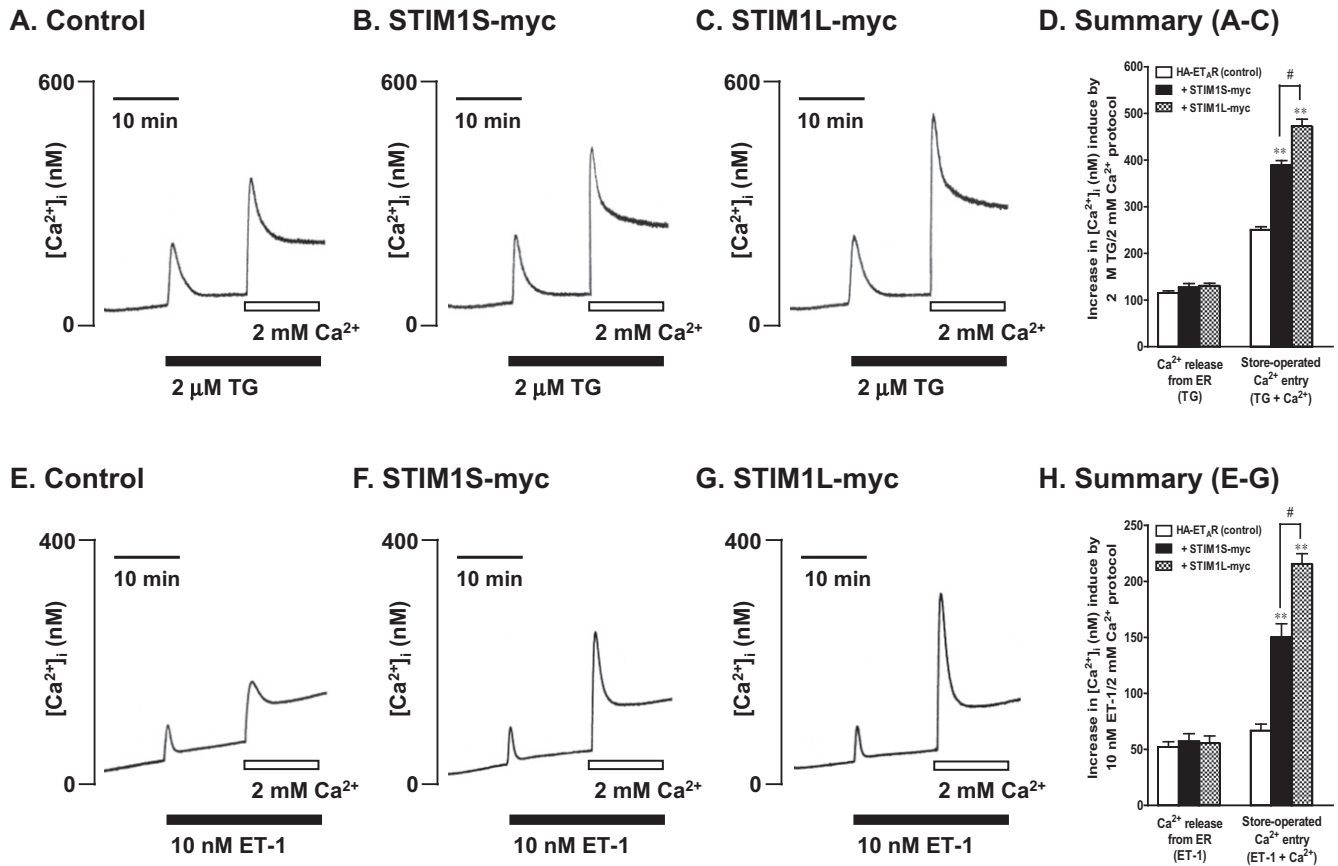 A. Control
600
10 min
[Ca²⁺]ᵢ (nM)
0
2 mM Ca²⁺
2 μM TG
B. STIM1S-myc
600
10 min
[Ca²⁺]ᵢ (nM)
0
2 mM Ca²⁺
2 μM TG
C. STIM1L-myc
600
10 min
[Ca²⁺]ᵢ (nM)
0
2 mM Ca²⁺
2 μM TG
D. Summary (A-C)
Increase in [Ca²⁺]ᵢ (nM) induce by
2 M TG/2 mM Ca²⁺ protocol
600
500
400
300
200
100
0
HA-ET_AR (control)
+ STIM1S-myc
+ STIM1L-myc
#
**
**
Ca²⁺ release
from ER
(TG)
Store-operated
Ca²⁺ entry
(TG + Ca²⁺)
E. Control
400
10 min
[Ca²⁺]ᵢ (nM)
0
2 mM Ca²⁺
10 nM ET-1
F. STIM1S-myc
400
10 min
[Ca²⁺]ᵢ (nM)
0
2 mM Ca²⁺
10 nM ET-1
G. STIM1L-myc
400
10 min
[Ca²⁺]ᵢ (nM)
0
2 mM Ca²⁺
10 nM ET-1
H. Summary (E-G)
Increase in [Ca²⁺]ᵢ (nM) induce by
10 nM ET-1/2 mM Ca²⁺ protocol
250
200
150
100
50
0
HA-ET_AR (control)
+ STIM1S-myc
+ STIM1L-myc
#
**
**
Ca²⁺ release
from ER
(ET-1)
Store-operated
Ca²⁺ entry
(ET-1 + Ca²⁺)